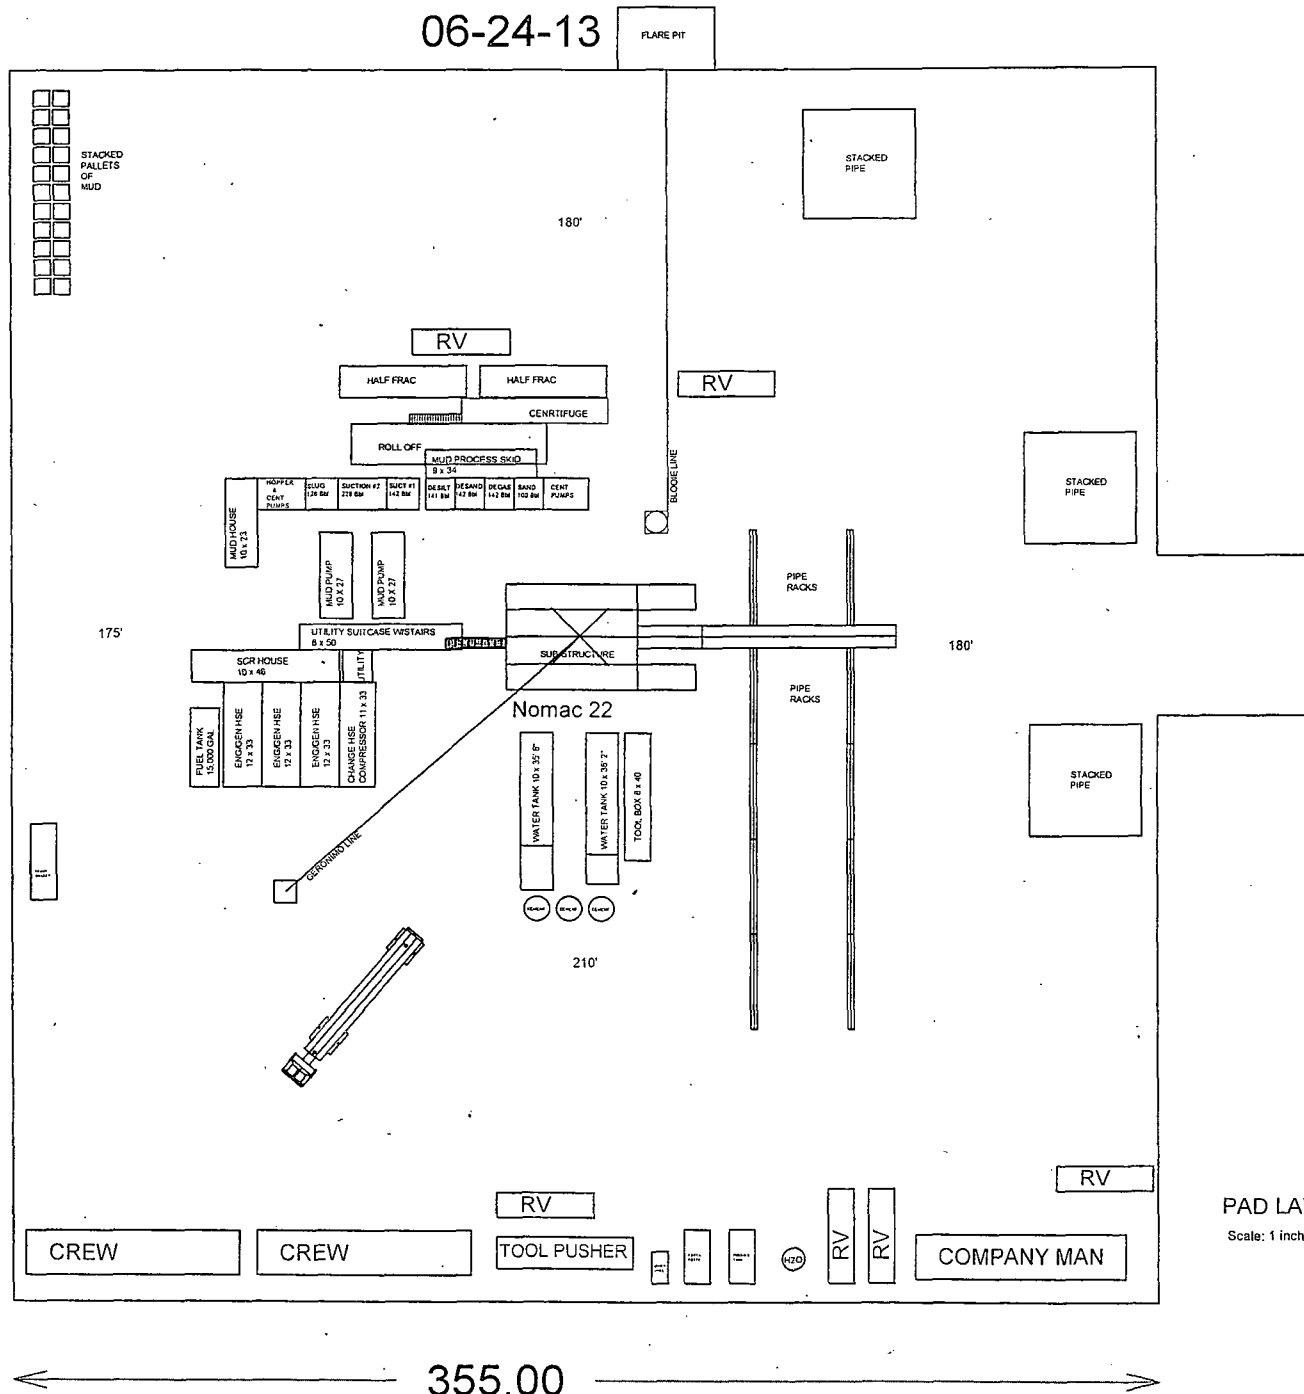 06-24-13
FLARE PIT
STACKED
PALLETS
OF
MUD
STACKED
PIPE
180'
RV
HALF FRAC
HALF FRAC
RV
CENRTIFUGE
ROLL OFF
MUD PROCESS SKID
9 x 34
BLOOIE LINE
STACKED
PIPE
HOPPER
&
CENT
PUMPS
SLUG
126 Bbl
SUCTION #2
228 Bbl
SUCT #1
142 Bbl
DESILT
141 Bbl
DESAND
142 Bbl
DEGAS
142 Bbl
SAND
100 Bbl
CENT
PUMPS
MUD HOUSE
10 x 23
MUD PUMP
10 X 27
MUD PUMP
10 X 27
PIPE
RACKS
175'
UTILITY SUITCASE W/STAIRS
8 x 50
SUB STRUCTURE
180'
SCR HOUSE
10 x 46
UTILITY
PIPE
RACKS
Nomac 22
FUEL TANK
15,000 GAL
ENG/GEN HSE
12 x 33
ENG/GEN HSE
12 x 33
ENG/GEN HSE
12 x 33
CHANGE HSE
COMPRESSOR 11 x 33
WATER TANK 10 x 35' 6"
WATER TANK 10 x 36' 2"
TOOL BOX 8 x 40
STACKED
PIPE
GERONIMO LINE
210'
RV
RV
CREW
CREW
TOOL PUSHER
H2O
RV
RV
COMPANY MAN
PAD LA
Scale: 1 inch
355.00